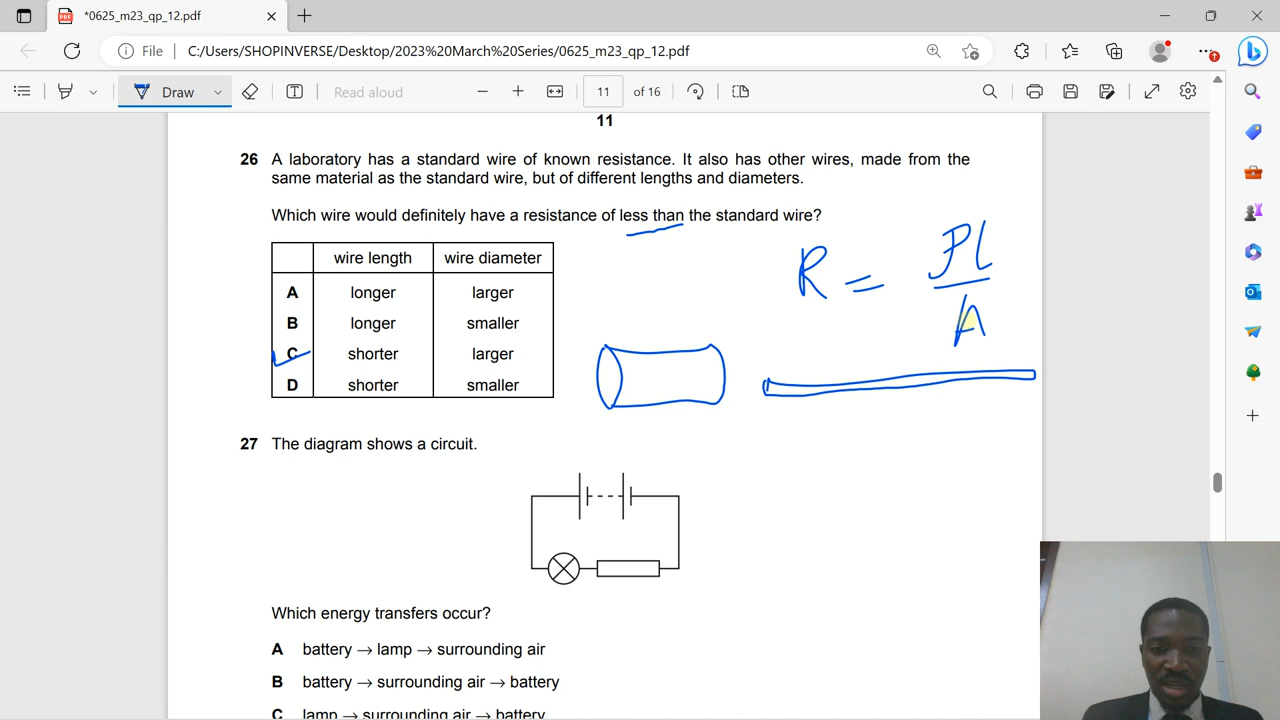 *0625_m23_qp_12.pdf
File C:/Users/SHOPINVERSE/Desktop/2023%20March%20Series/0625_m23_qp_12.pdf
Draw Read aloud 11 of 16
11
26 A laboratory has a standard wire of known resistance. It also has other wires, made from the
same material as the standard wire, but of different lengths and diameters.
Which wire would definitely have a resistance of less than the standard wire?
wire length wire diameter
A longer larger
B longer smaller
C shorter larger
D shorter smaller
R = ρl
A
27 The diagram shows a circuit.
Which energy transfers occur?
A battery → lamp → surrounding air
B battery → surrounding air → battery
C lamp → surrounding air → battery